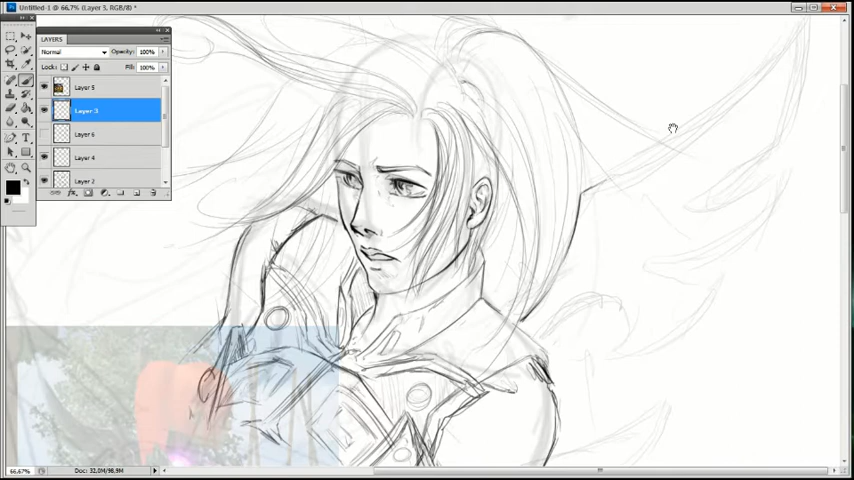 Untitled-1 @ 66,7% (Layer 3, RGB/8) *
LAYERS
Normal Opacity: 100%
Lock: Fill: 100%
Layer 5
Layer 3
Layer 6
Layer 4
Layer 2
66,67% Doc: 32,0M/98,9M